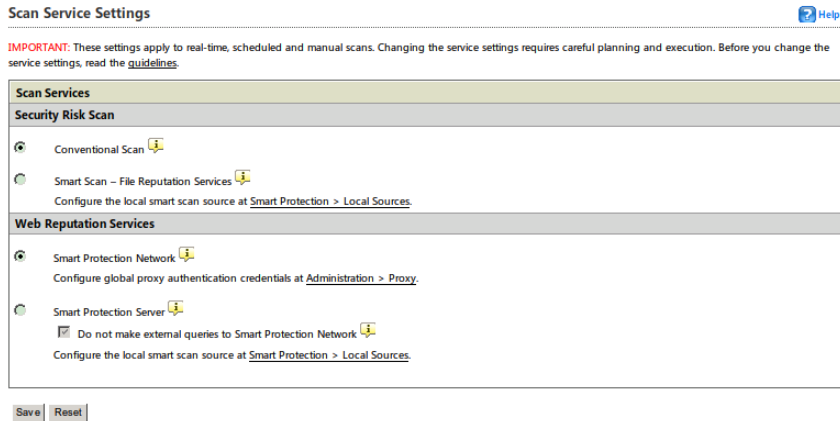 Scan Service Settings
Help
IMPORTANT: These settings apply to real-time, scheduled and manual scans. Changing the service settings requires careful planning and execution. Before you change the
service settings, read the guidelines.
Scan Services
Security Risk Scan
Conventional Scan
Smart Scan – File Reputation Services
Configure the local smart scan source at Smart Protection > Local Sources.
Web Reputation Services
Smart Protection Network
Configure global proxy authentication credentials at Administration > Proxy.
Smart Protection Server
Do not make external queries to Smart Protection Network
Configure the local smart scan source at Smart Protection > Local Sources.
Save Reset